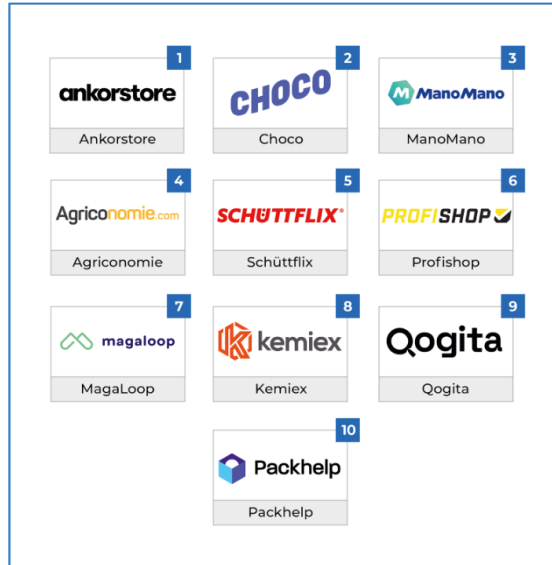 1
ankorstore
Ankorstore
2
CHOCO
Choco
3
M ManoMano
ManoMano
4
Agriconomie.com
Agriconomie
5
SCHÜTTFLIX®
Schüttflix
6
PROFISHOP
Profishop
7
magaloop
MagaLoop
8
kemiex
Kemiex
9
Qogita
Qogita
10
Packhelp
Packhelp